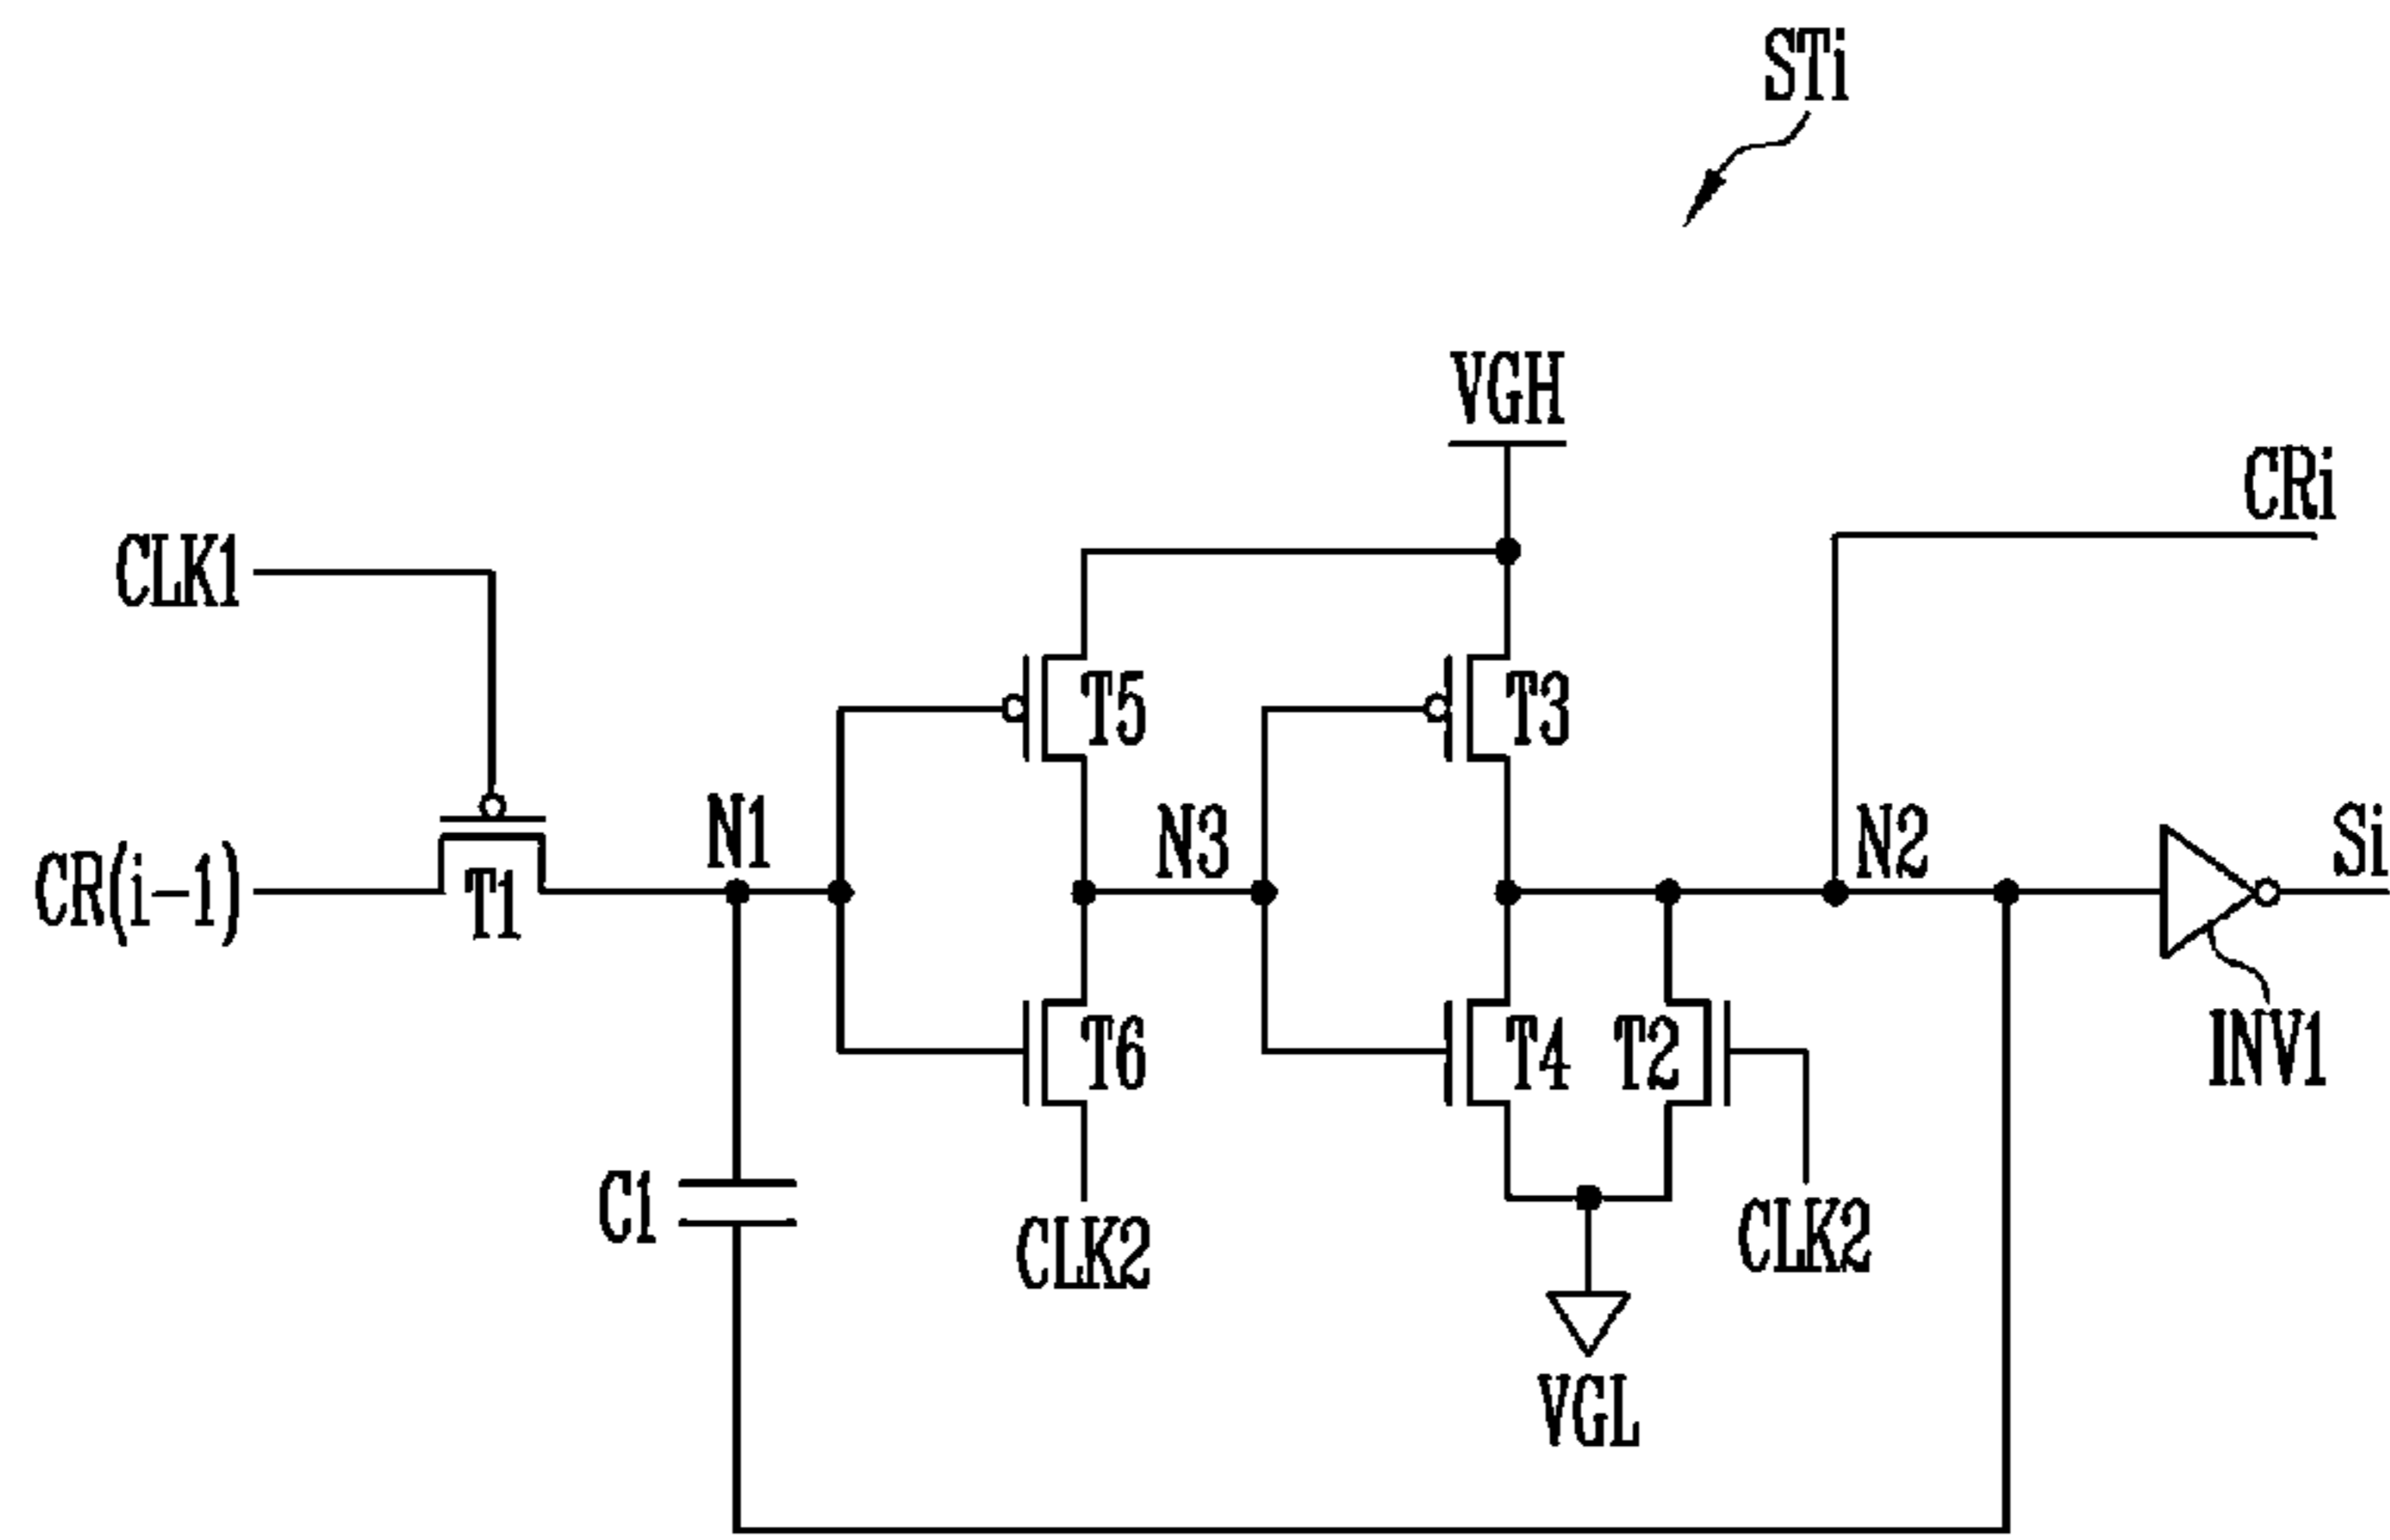 STi
VGH
CRi
CLK1
T5
T3
N1
N3
N2
Si
CR(i-1)
T1
T6
T4
T2
INV1
C1
CLK2
CLK2
VGL